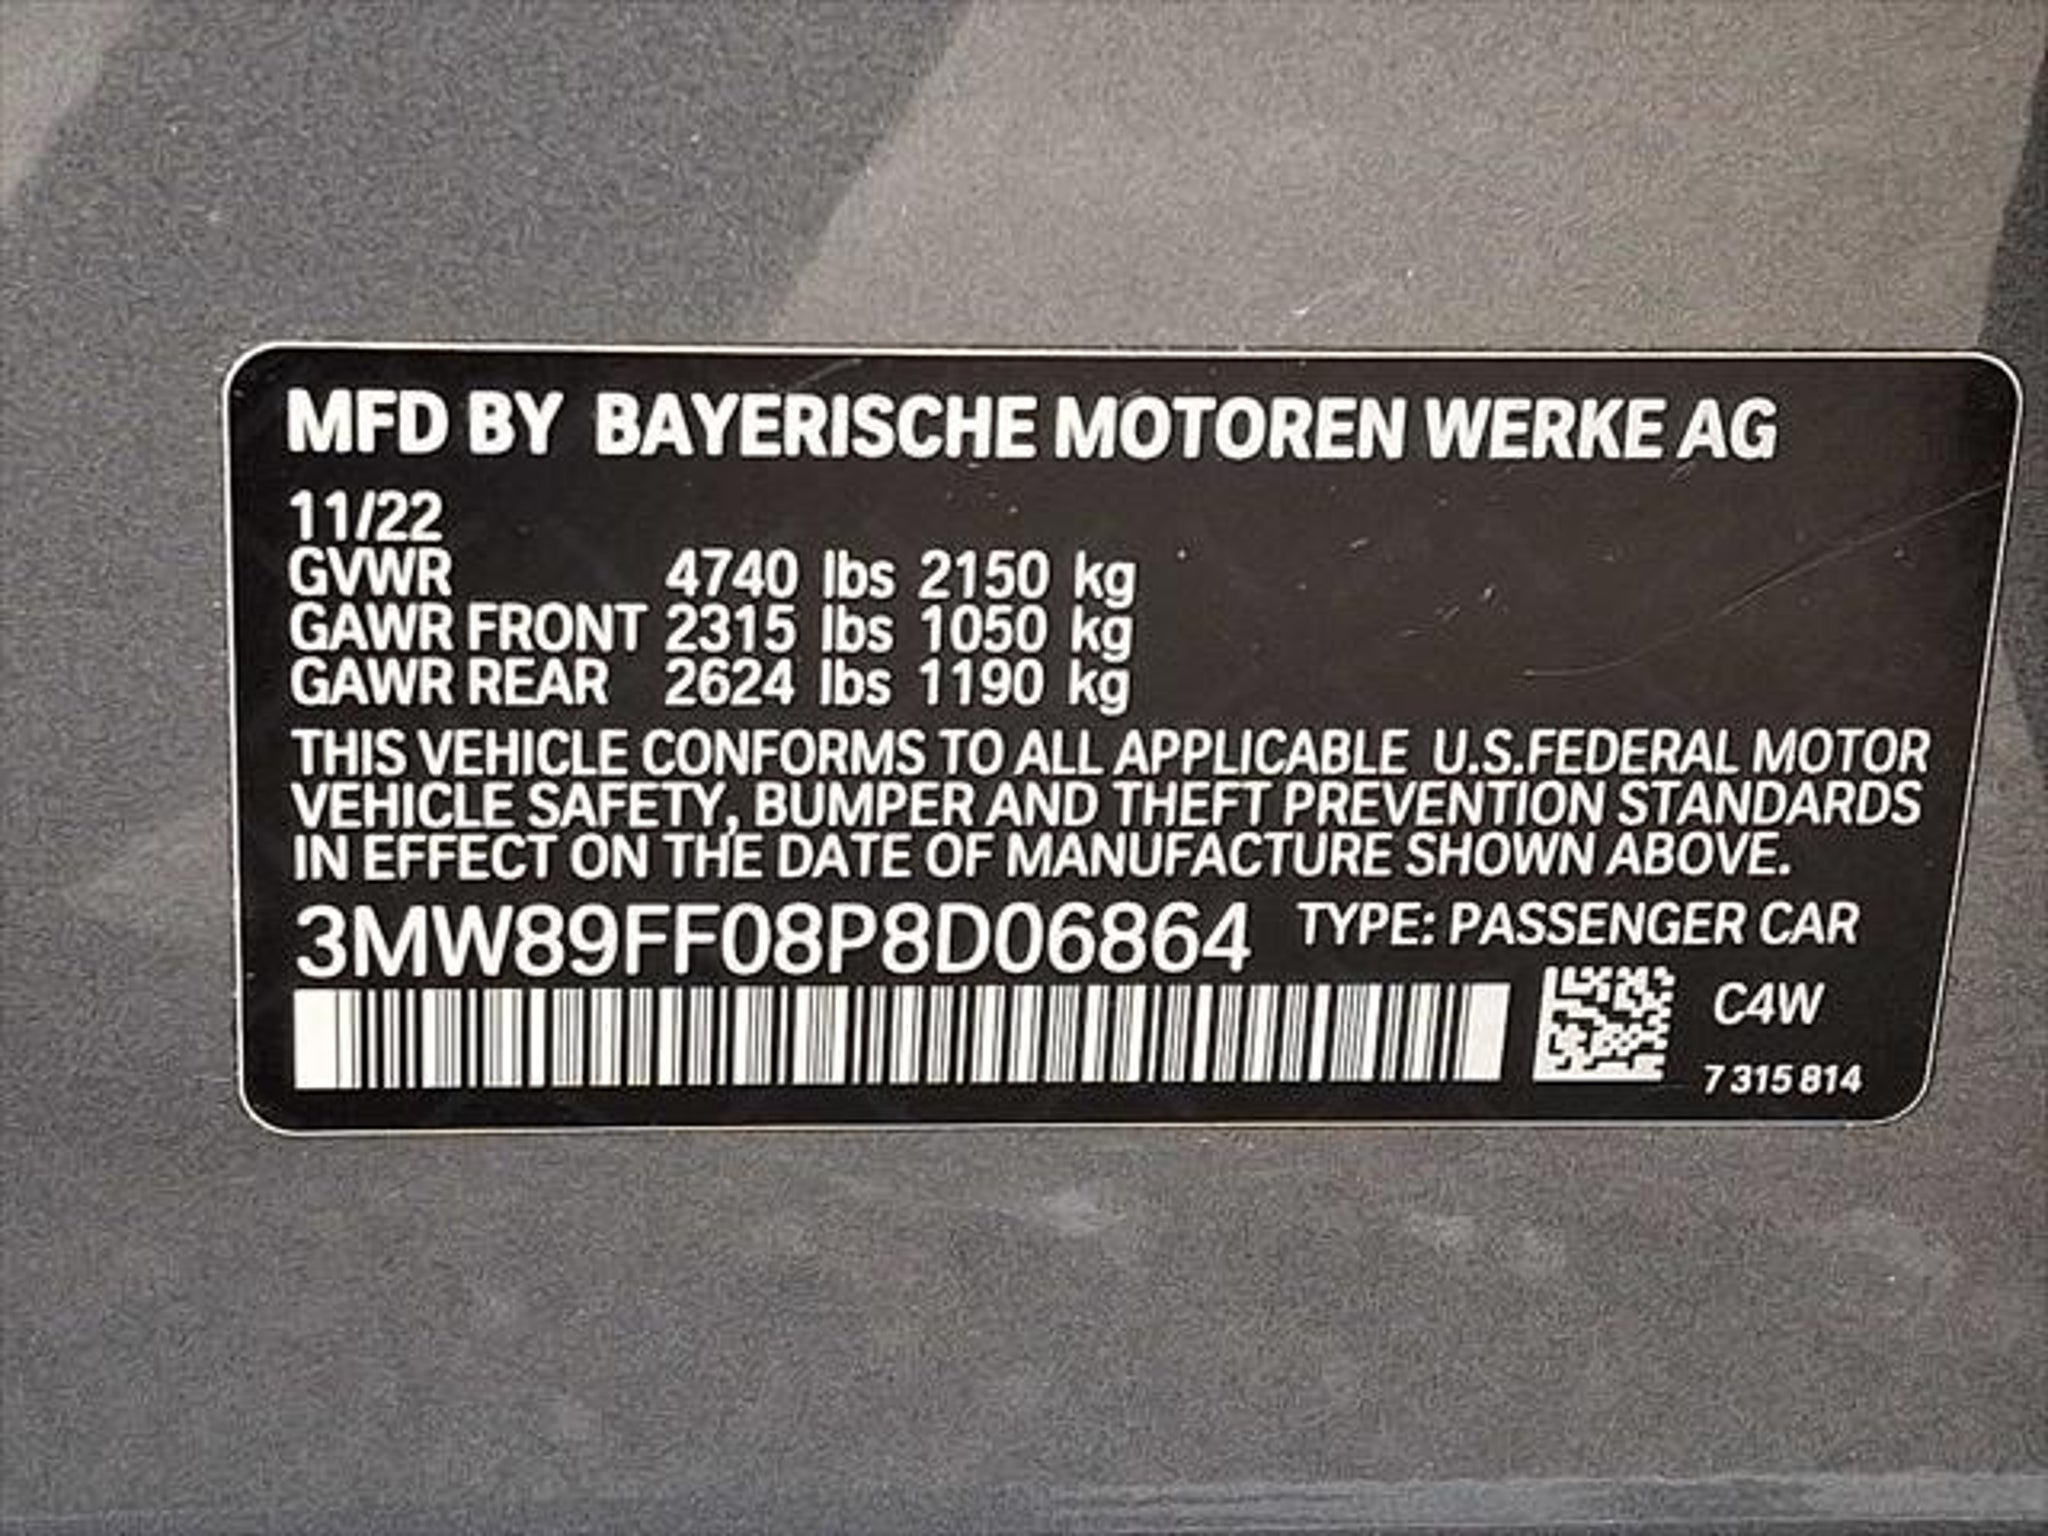 MFD BY BAYERISCHE MOTOREN WERKE AG
11/22
GVWR 4740 lbs 2150 kg
GAWR FRONT 2315 lbs 1050 kg
GAWR REAR 2624 lbs 1190 kg
THIS VEHICLE CONFORMS TO ALL APPLICABLE U.S.FEDERAL MOTOR
VEHICLE SAFETY, BUMPER AND THEFT PREVENTION STANDARDS
IN EFFECT ON THE DATE OF MANUFACTURE SHOWN ABOVE.
3MW89FF08P8D06864 TYPE: PASSENGER CAR
C4W
7 315 814